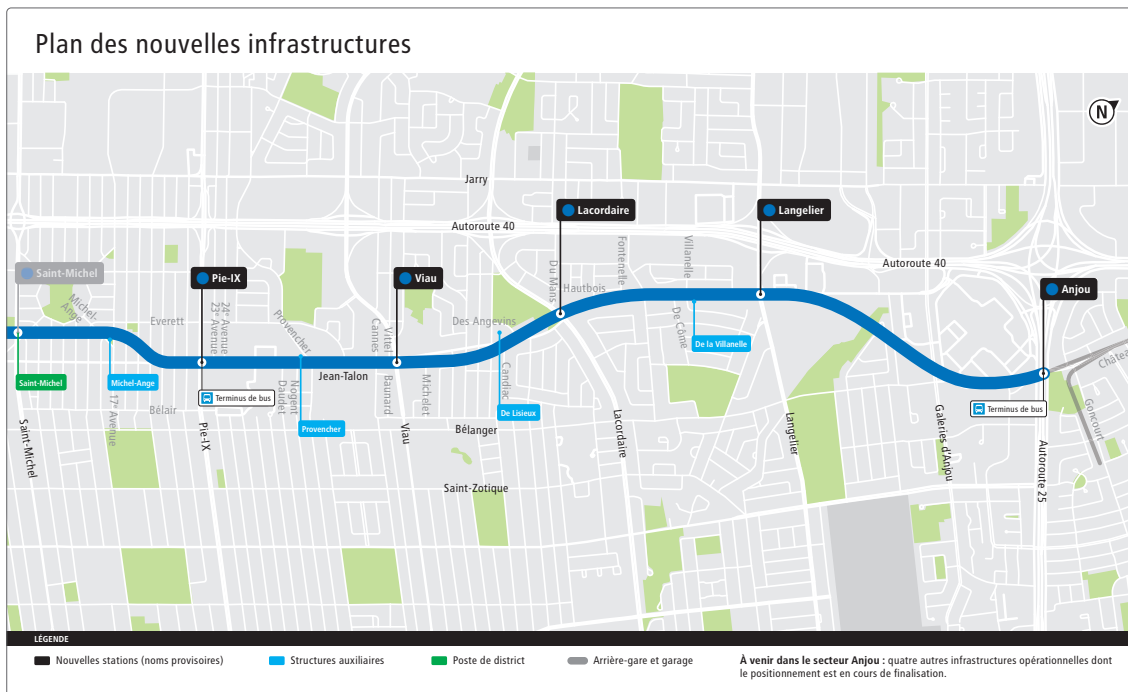 Plan des nouvelles infrastructures
N
Jarry
Autoroute 40
Lacordaire
Langelier
Autoroute 40
Saint-Michel
Pie-IX
Viau
Anjou
Michel-
Ange
Everett
24e Avenue
23e Avenue
Provencher
Vittel
Cannes
Des Angevins
Du Mans
Hautbois
Fontenelle
Villanelle
De Côme
De la Villanelle
Saint-Michel
Michel-Ange
Jean-Talon
Terminus de bus
Terminus de bus
Châtea
Goncourt
17e Avenue
Bélair
Nogent
Daudet
Provencher
Baunard
Michelet
Candiac
De Lisieux
Bélanger
Saint-Michel
Pie-IX
Viau
Lacordaire
Langelier
Galeries d'Anjou
Autoroute 25
Saint-Zotique
LÉGENDE
Nouvelles stations (noms provisoires)
Structures auxiliaires
Poste de district
Arrière-gare et garage
À venir dans le secteur Anjou : quatre autres infrastructures opérationnelles dont
le positionnement est en cours de finalisation.